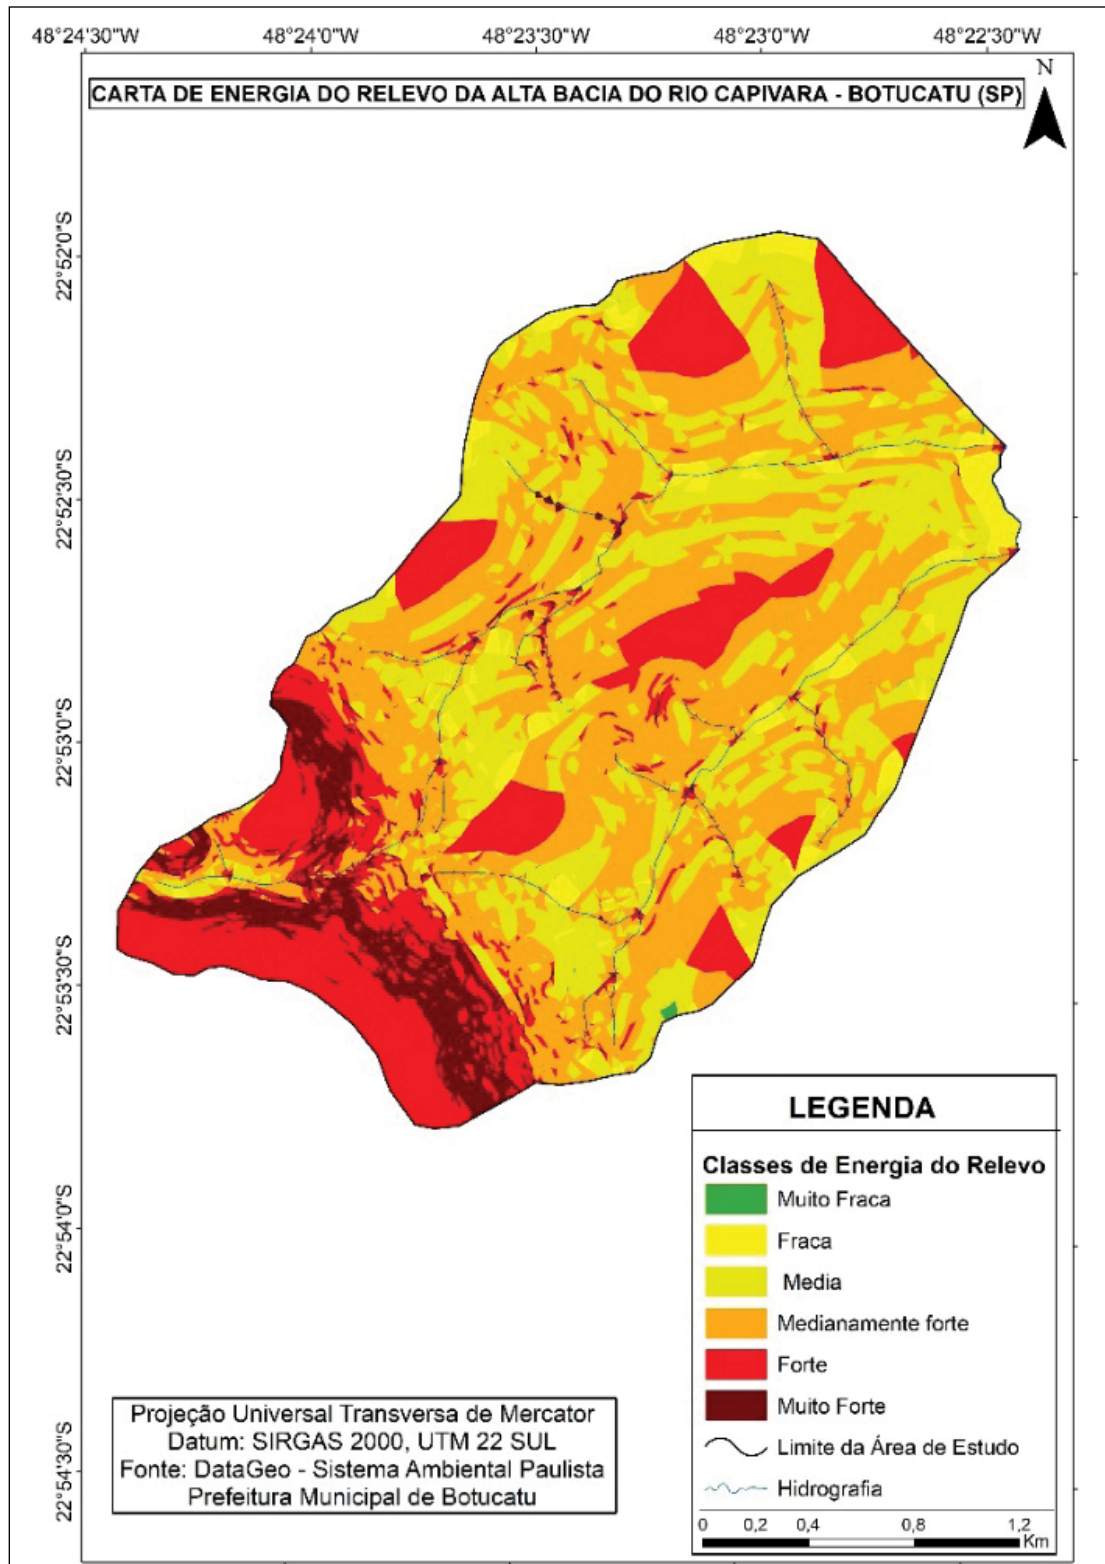 48°24'30"W 48°24'0"W 48°23'30"W 48°23'0"W 48°22'30"W
N
CARTA DE ENERGIA DO RELEVO DA ALTA BACIA DO RIO CAPIVARA - BOTUCATU (SP)
22°52'0"S
22°52'30"S
22°53'0"S
22°53'30"S
22°54'0"S
22°54'30"S
LEGENDA
Classes de Energia do Relevo
Muito Fraca
Fraca
Media
Medianamente forte
Forte
Muito Forte
Limite da Área de Estudo
Hidrografia
0 0,2 0,4 0,8 1,2
Km
Projeção Universal Transversa de Mercator
Datum: SIRGAS 2000, UTM 22 SUL
Fonte: DataGeo - Sistema Ambiental Paulista
Prefeitura Municipal de Botucatu